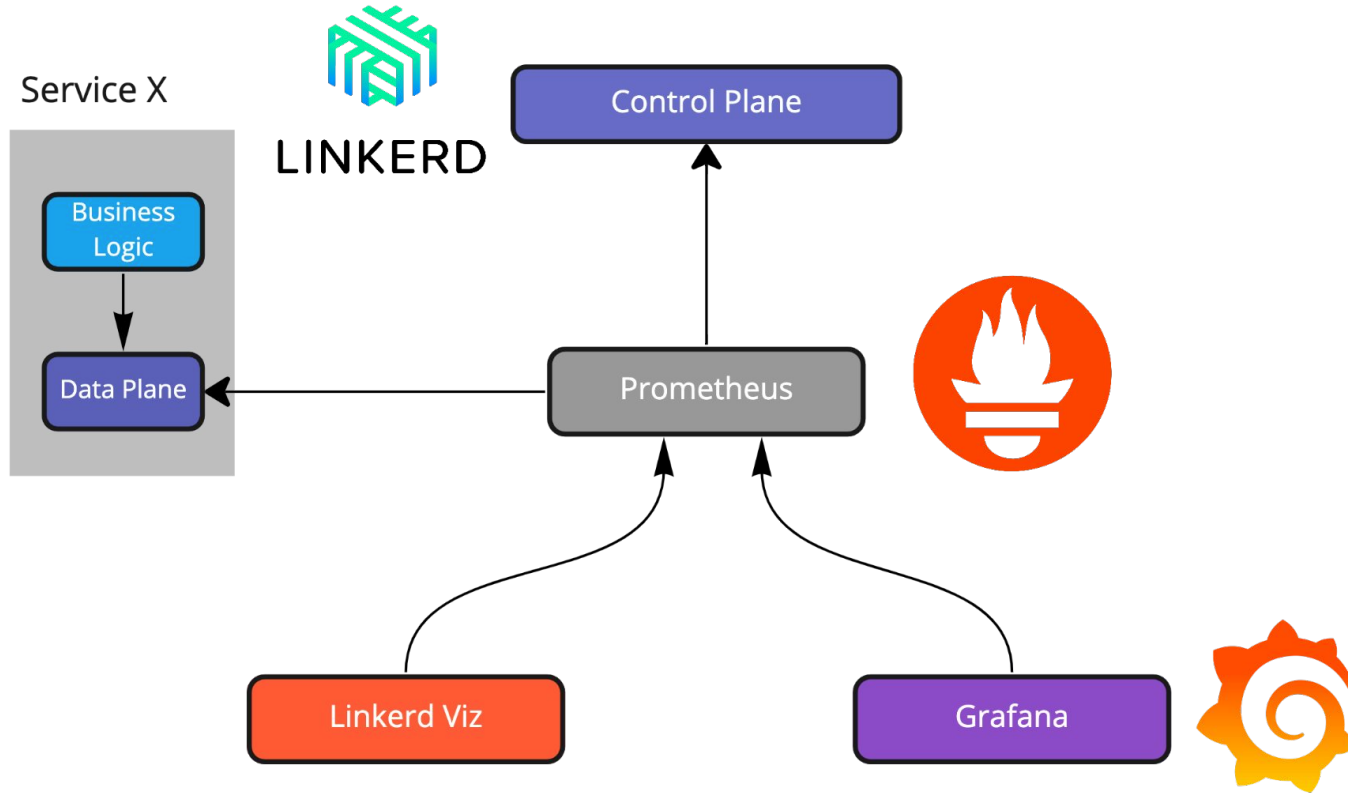 Service X
LINKERD
Control Plane
Business
Logic
Data Plane
Prometheus
Linkerd Viz
Grafana